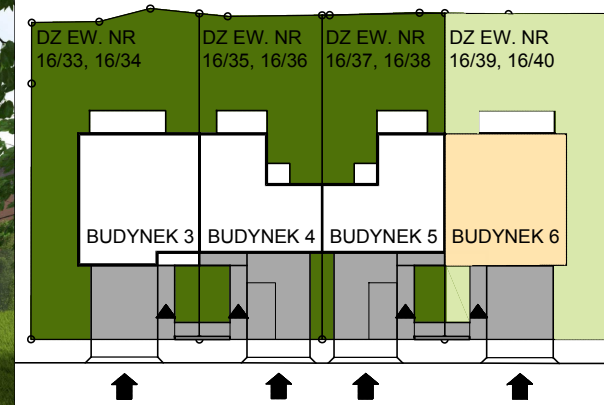 DZ EW. NR
16/33, 16/34
DZ EW. NR
16/35, 16/36
DZ EW. NR
16/37, 16/38
DZ EW. NR
16/39, 16/40
BUDYNEK 3
BUDYNEK 4
BUDYNEK 5
BUDYNEK 6